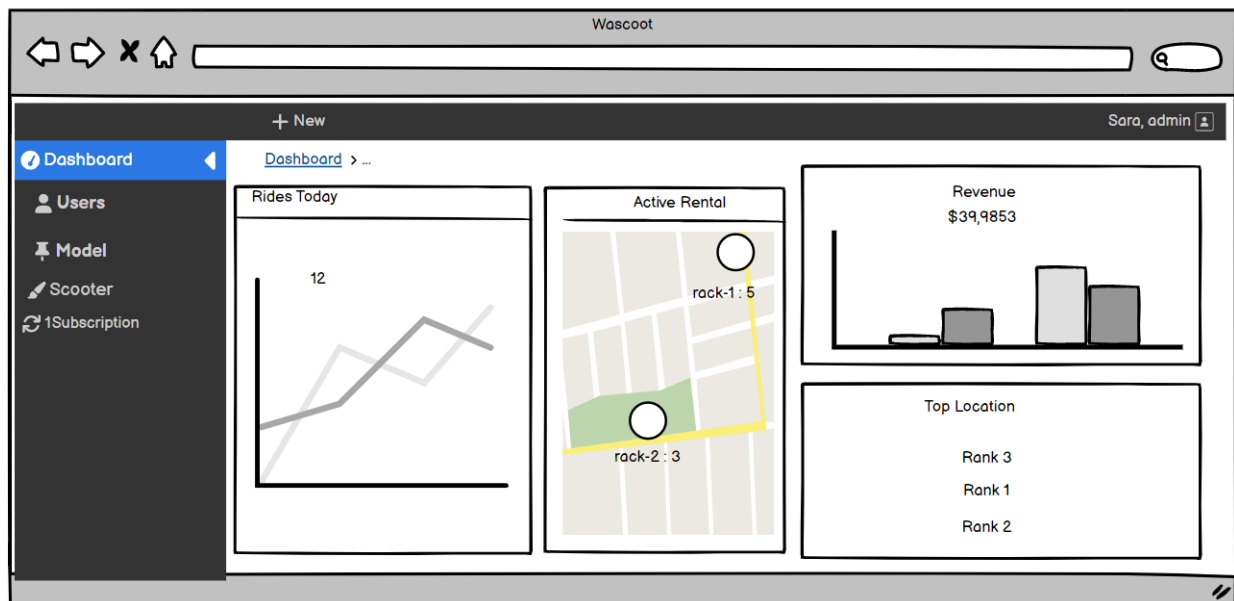 Wascoot
+ New
Sara, admin
Dashboard
Users
Model
Scooter
1Subscription
Dashboard > ...
Rides Today
12
Active Rental
rack-1 : 5
rack-2 : 3
Revenue
$39,9853
Top Location
Rank 3
Rank 1
Rank 2